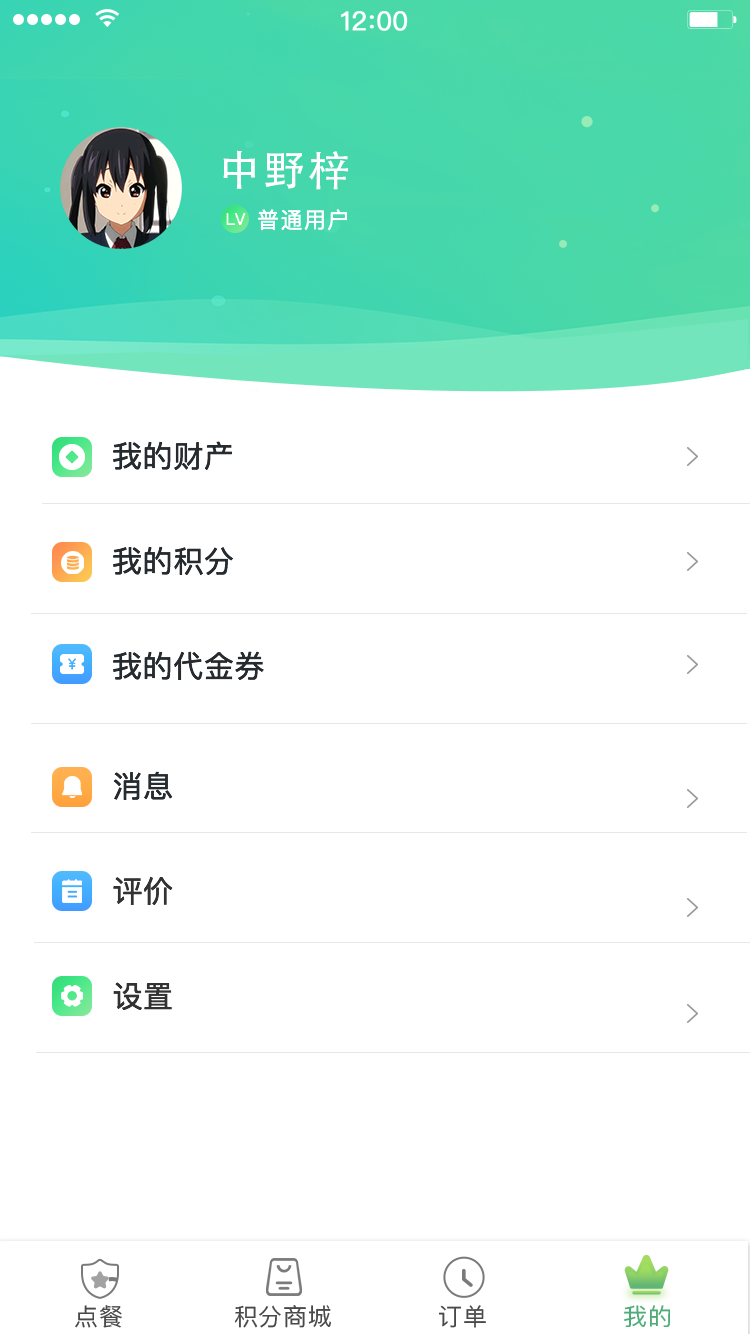 12:00
中野梓
LV 普通用户
我的财产
我的积分
我的代金券
¥
消息
评价
设置
点餐
积分商城
订单
我的